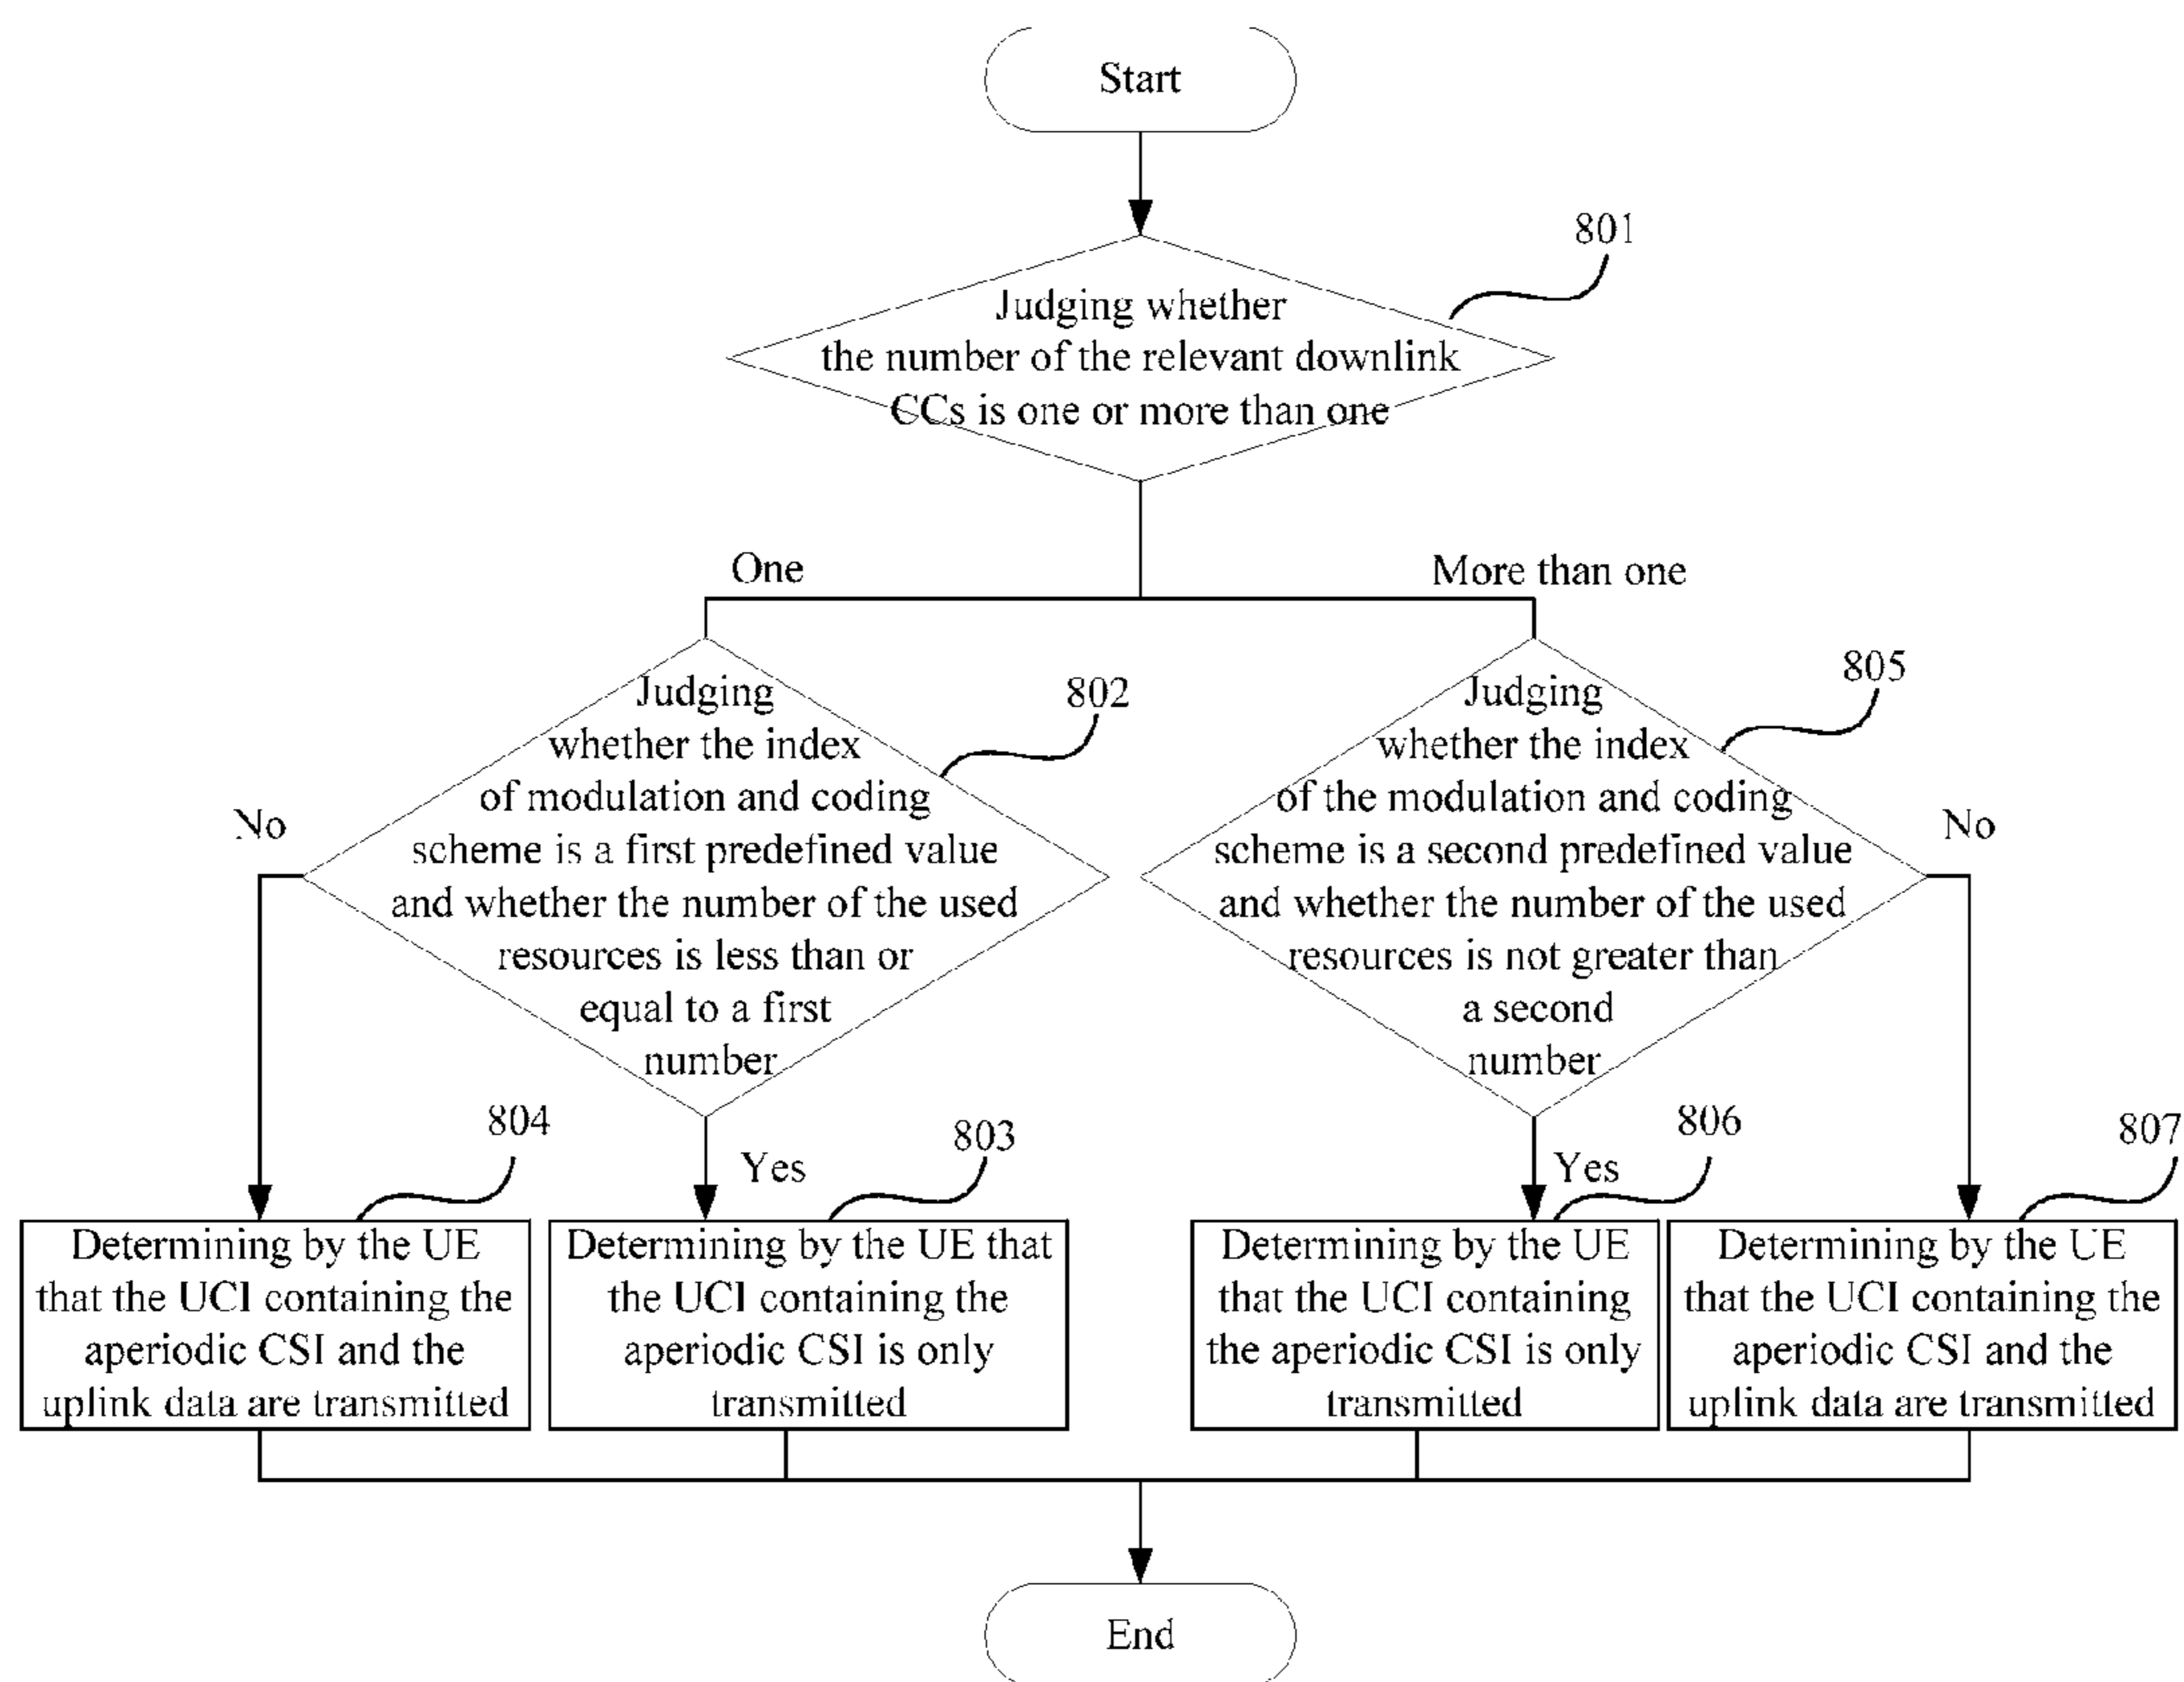 Start
801
Judging whether
the number of the relevant downlink
CCs is one or more than one
One
More than one
802
Judging
whether the index
of modulation and coding
scheme is a first predefined value
and whether the number of the used
resources is less than or
equal to a first
number
805
Judging
whether the index
of the modulation and coding
scheme is a second predefined value
and whether the number of the used
resources is not greater than
a second
number
No
No
804
Yes
803
Yes
806
807
Determining by the UE
that the UCI containing the
aperiodic CSI and the
uplink data are transmitted
Determining by the UE that
the UCI containing the
aperiodic CSI is only
transmitted
Determining by the UE
that the UCI containing
the aperiodic CSI is only
transmitted
Determining by the UE
that the UCI containing the
aperiodic CSI and the
uplink data are transmitted
End